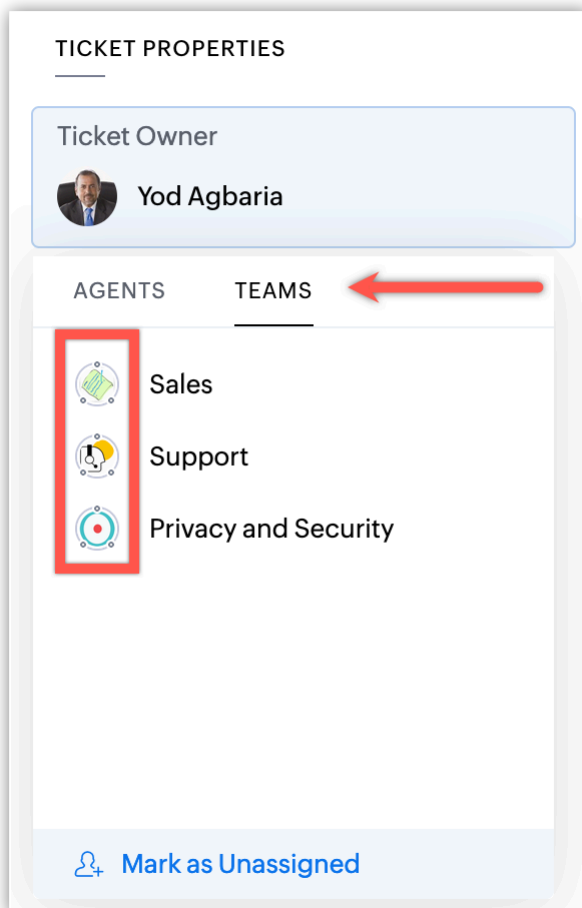 TICKET PROPERTIES
Ticket Owner
Yod Agbaria
AGENTS TEAMS
Sales
Support
Privacy and Security
Mark as Unassigned